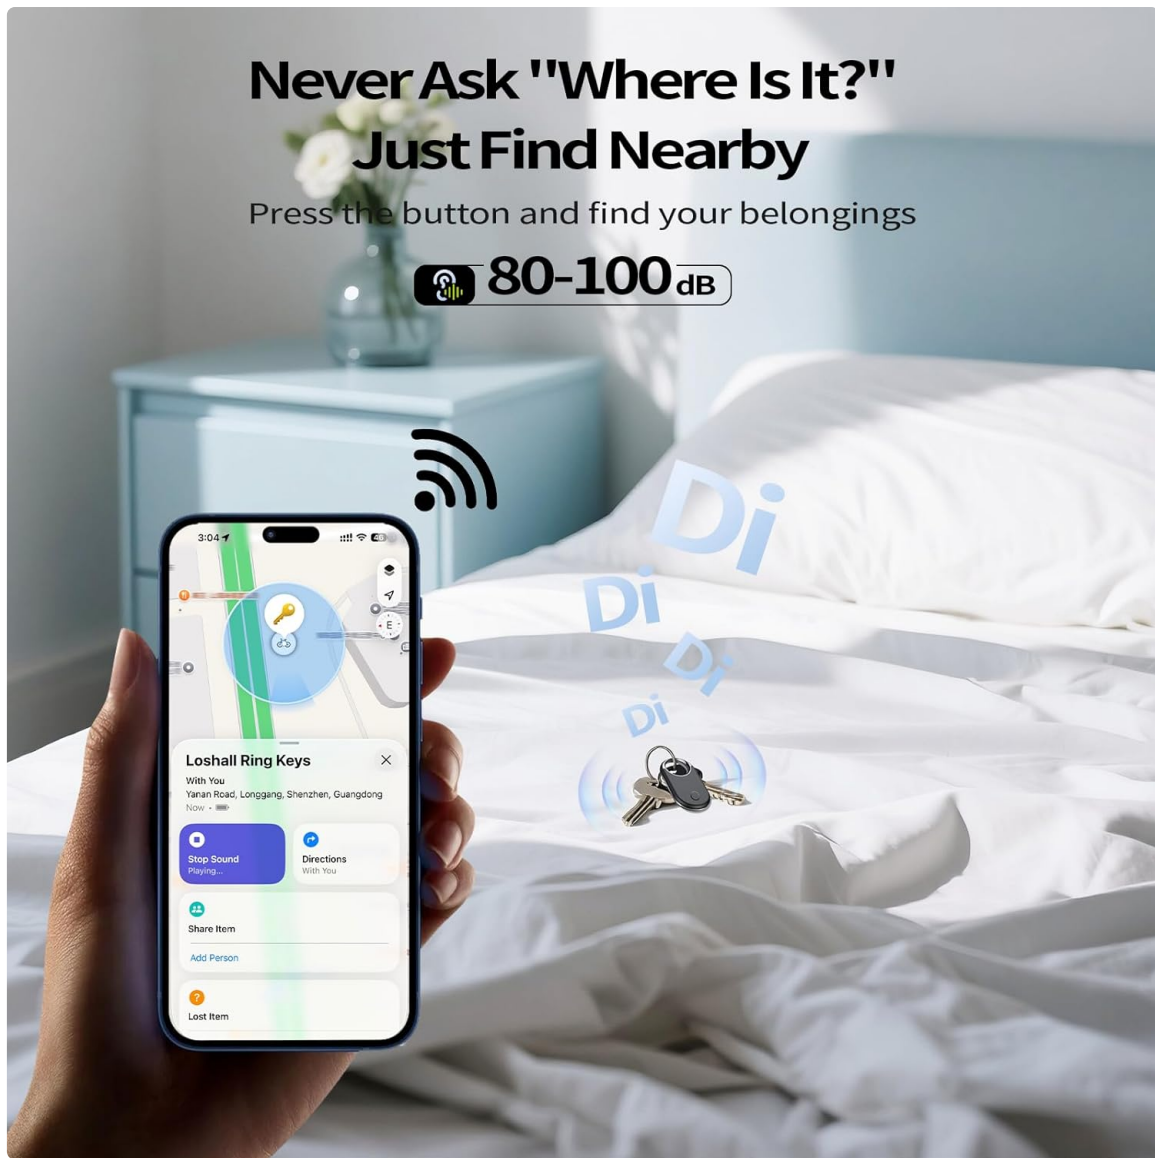 Never Ask "Where Is It?"
Just Find Nearby
Press the button and find your belongings
80-100 dB
Di
Di
Di
Di
3:04
E
Loshall Ring Keys
With You
Yanan Road, Longgang, Shenzhen, Guangdong
Now
Stop Sound
Playing...
Directions
With You
Share Item
Add Person
Lost Item